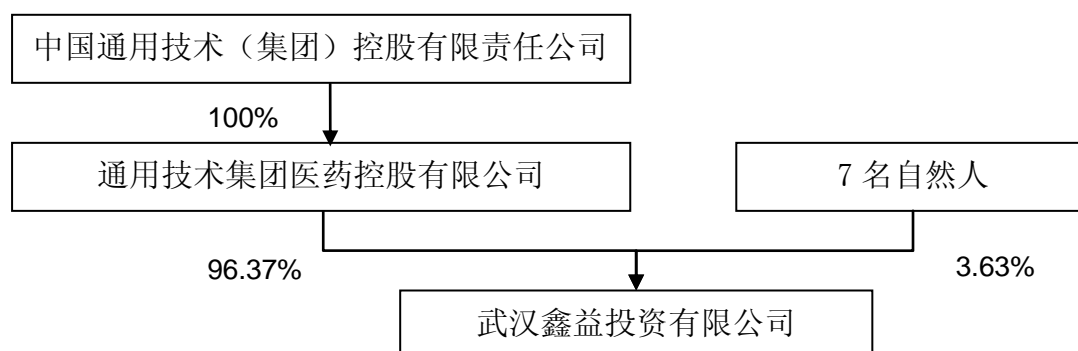 中国通用技术（集团）控股有限责任公司
100%
通用技术集团医药控股有限公司
7 名自然人
96.37%
3.63%
武汉鑫益投资有限公司